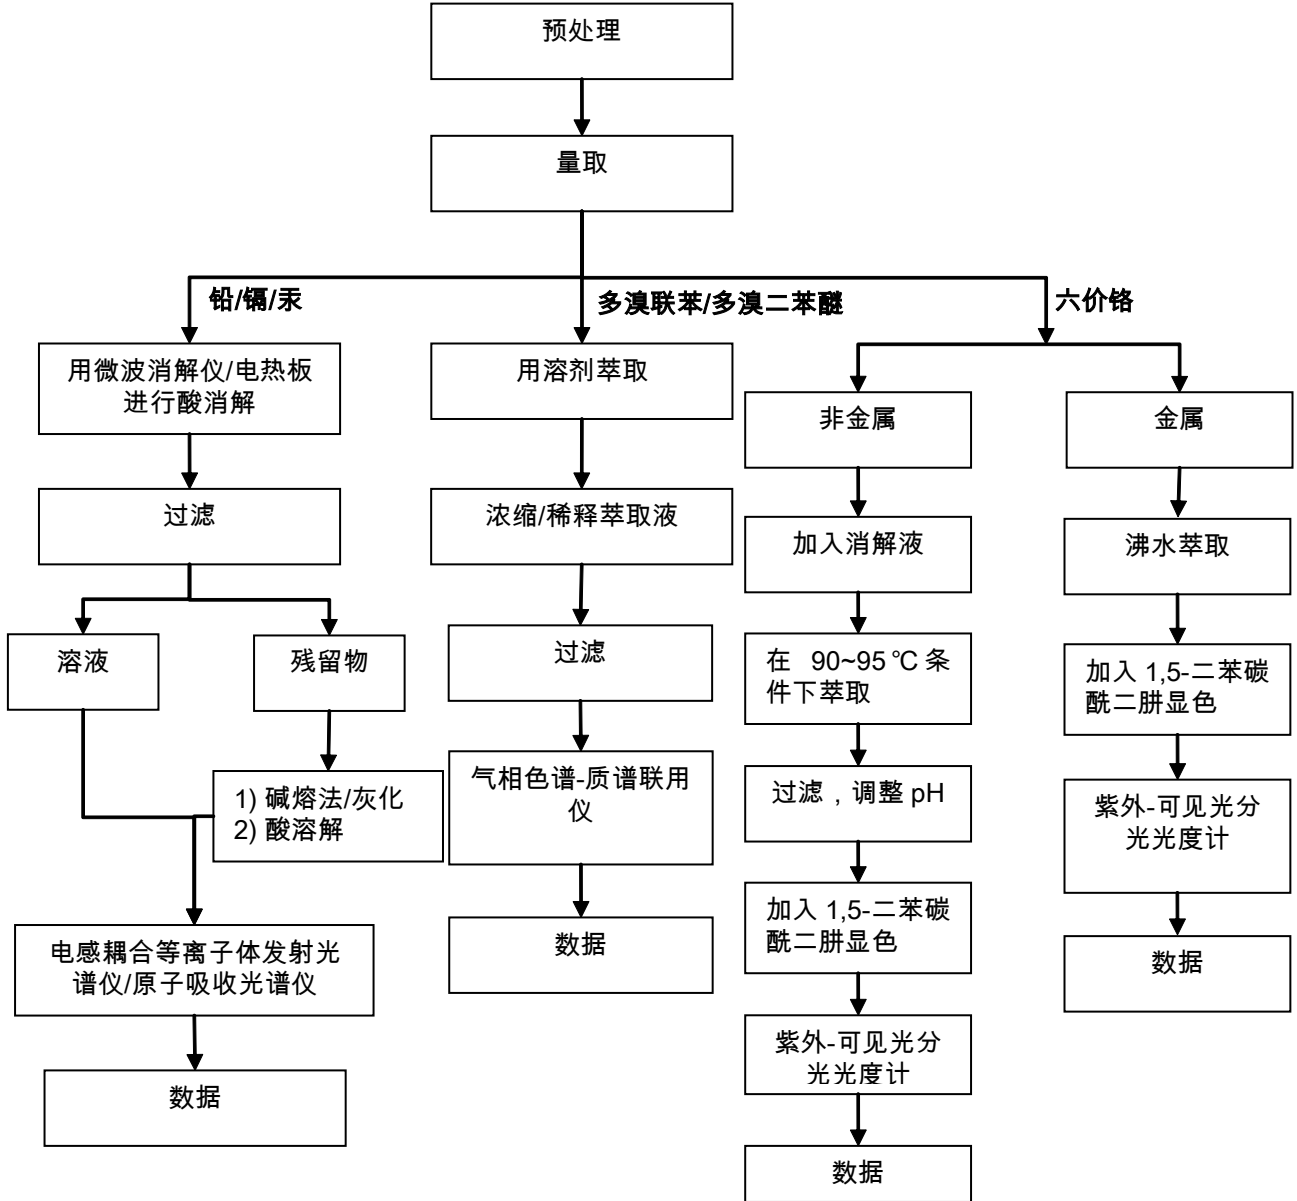 预处理
量取
铅/镉/汞
多溴联苯/多溴二苯醚
六价铬
用微波消解仪/电热板
进行酸消解
过滤
溶液
残留物
1) 碱熔法/灰化
2) 酸溶解
电感耦合等离子体发射光
谱仪/原子吸收光谱仪
数据
用溶剂萃取
浓缩/稀释萃取液
过滤
气相色谱-质谱联用
仪
数据
非金属
加入消解液
在 90~95 ℃ 条
件下萃取
过滤，调整 pH
加入 1,5-二苯碳
酰二肼显色
紫外-可见光分
光光度计
数据
金属
沸水萃取
加入 1,5-二苯碳
酰二肼显色
紫外-可见光分
光光度计
数据